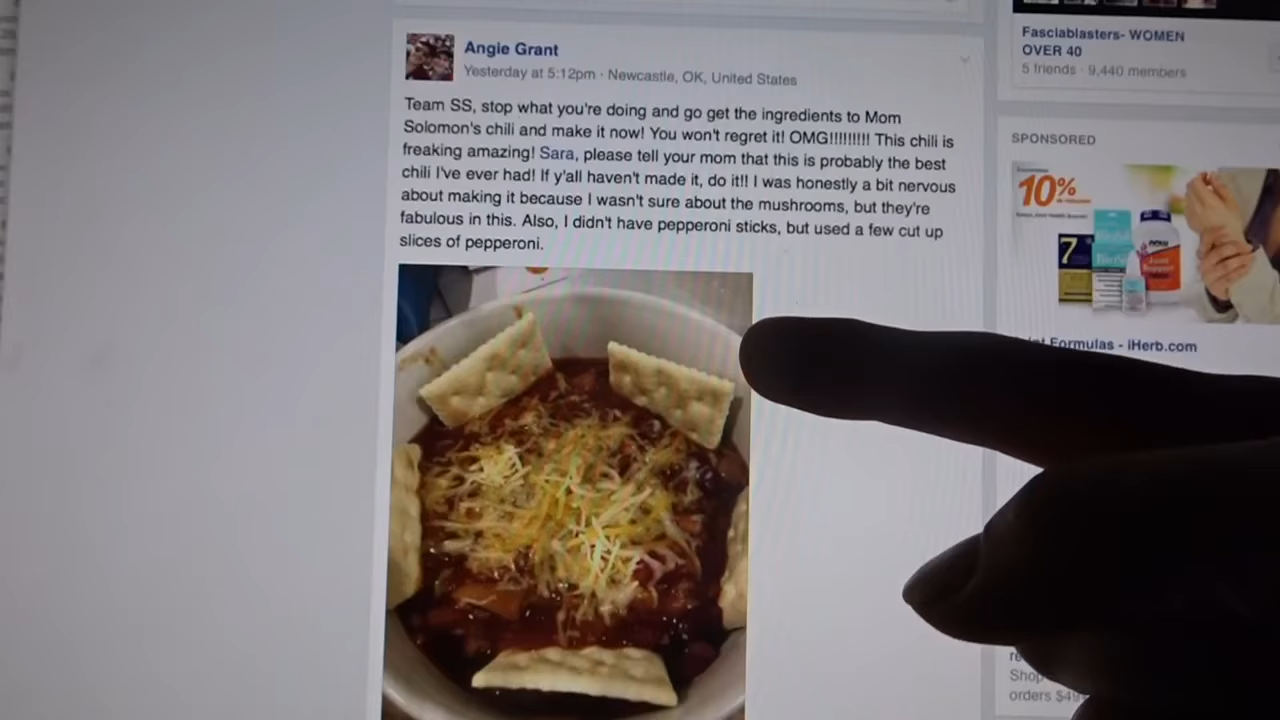 Angie Grant
Yesterday at 5:12pm · Newcastle, OK, United States
Team SS, stop what you're doing and go get the ingredients to Mom
Solomon's chili and make it now! You won't regret it! OMG!!!!!!!!! This chili is
freaking amazing! Sara, please tell your mom that this is probably the best
chili I've ever had! If y'all haven't made it, do it!! I was honestly a bit nervous
about making it because I wasn't sure about the mushrooms, but they're
fabulous in this. Also, I didn't have pepperoni sticks, but used a few cut up
slices of pepperoni.
Fasciablasters- WOMEN
OVER 40
5 friends · 9,440 members
SPONSORED
10%
7
NOW
Formulas - iHerb.com
Shop
orders